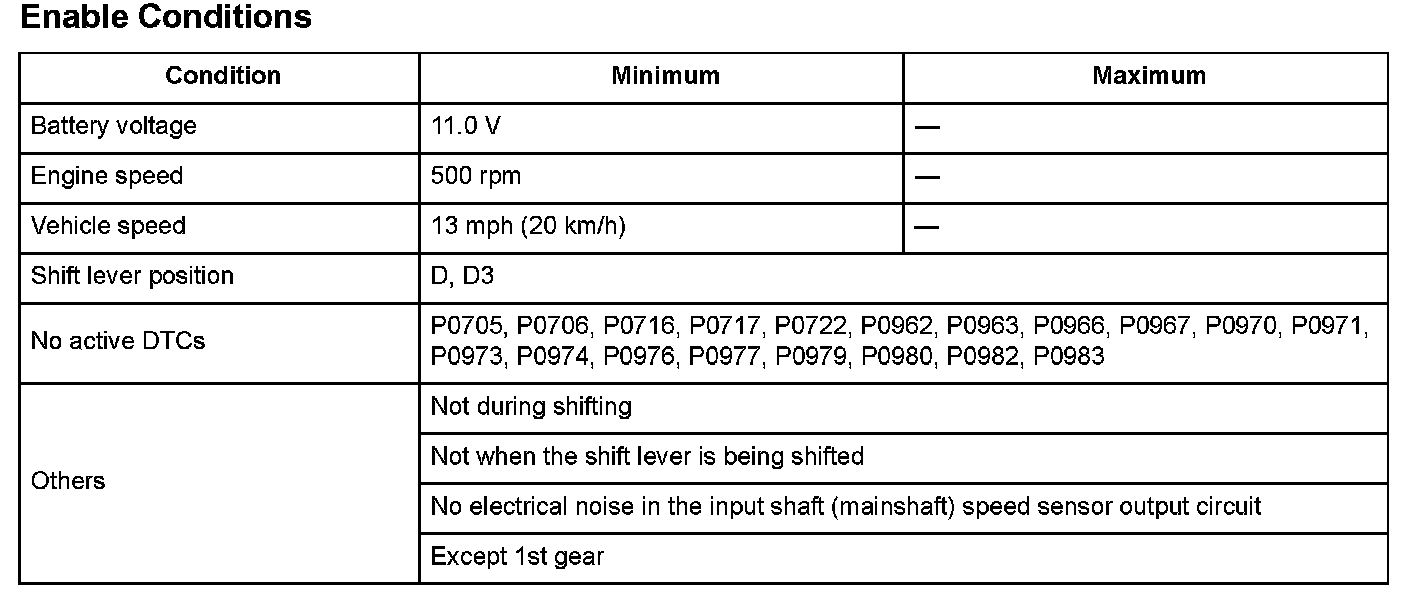 Enable Conditions
Condition Minimum Maximum
Battery voltage 11.0 V —
Engine speed 500 rpm —
Vehicle speed 13 mph (20 km/h) —
Shift lever position D, D3
No active DTCs P0705, P0706, P0716, P0717, P0722, P0962, P0963, P0966, P0967, P0970, P0971,
P0973, P0974, P0976, P0977, P0979, P0980, P0982, P0983
Others
Not during shifting
Not when the shift lever is being shifted
No electrical noise in the input shaft (mainshaft) speed sensor output circuit
Except 1st gear